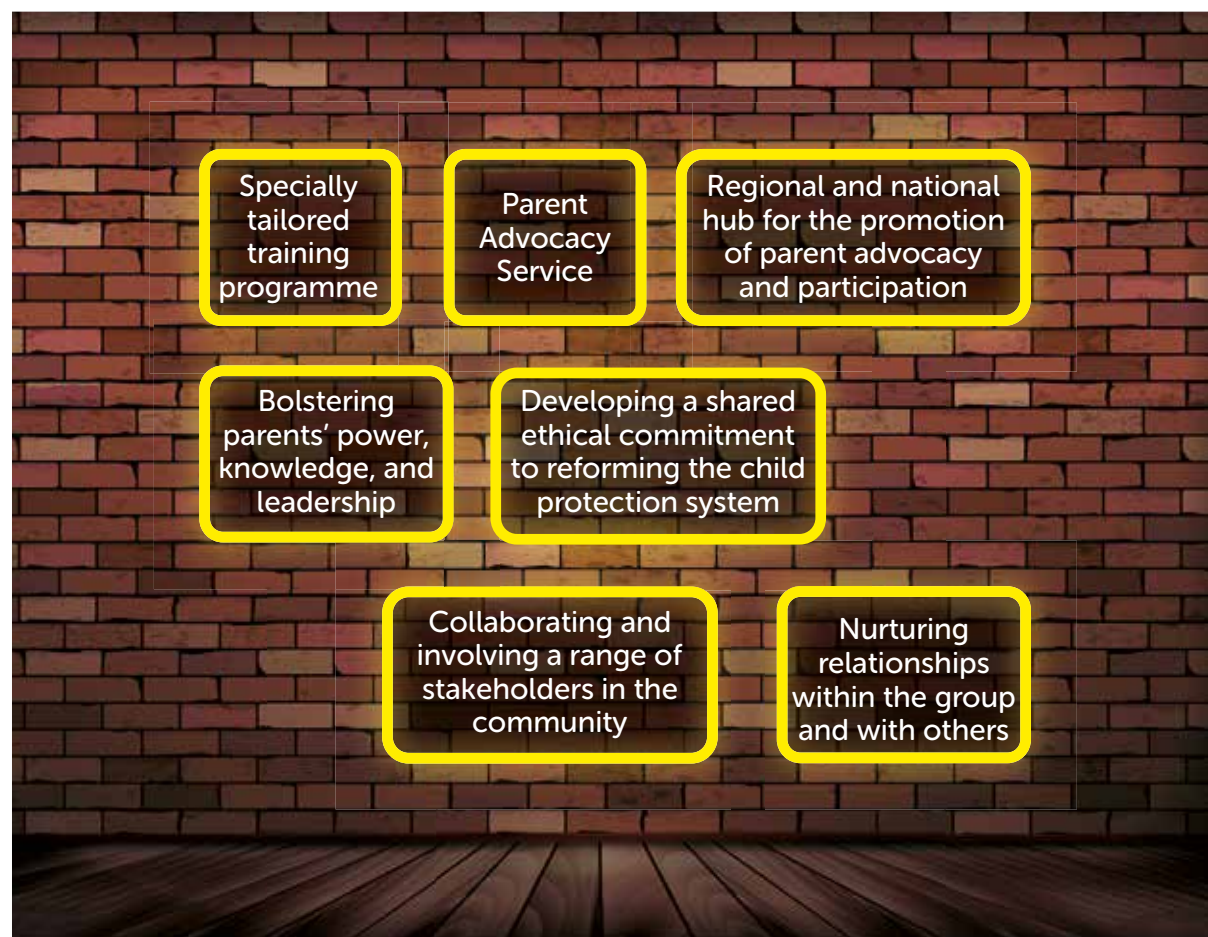 Specially
tailored
training
programme
Parent
Advocacy
Service
Regional and national
hub for the promotion
of parent advocacy
and participation
Bolstering
parents’ power,
knowledge, and
leadership
Developing a shared
ethical commitment
to reforming the child
protection system
Collaborating and
involving a range of
stakeholders in the
community
Nurturing
relationships
within the group
and with others